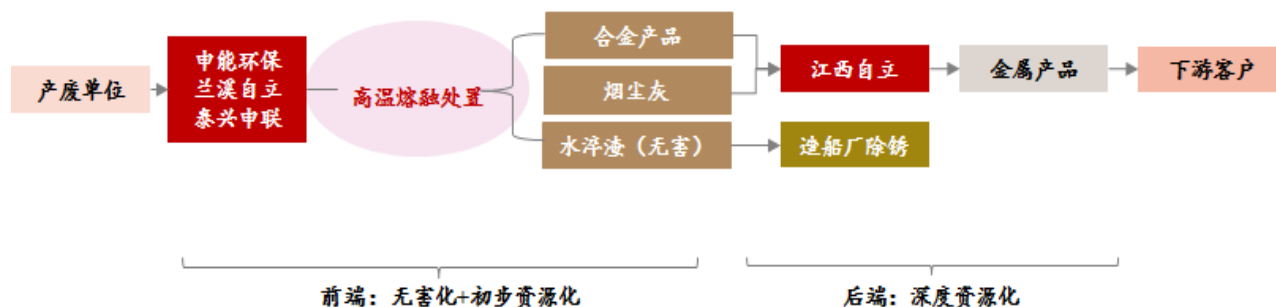 产废单位
申能环保
兰溪自立
泰兴申联
高温熔融处置
合金产品
烟尘灰
水淬渣（无害）
江西自立
渔船厂除锈
金属产品
下游客户
前端：无害化+初步资源化
后端：深度资源化